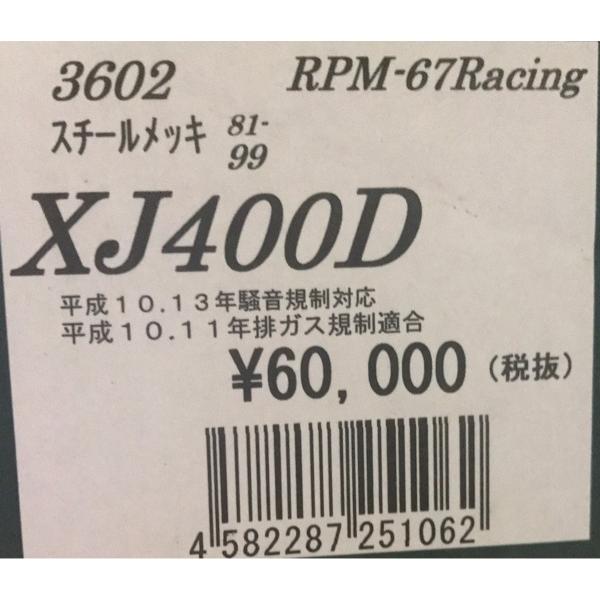 3602 RPM-67Racing
スチールメッキ 81-
99
XJ400D
平成１０.１３年騒音規制対応
平成１０.１１年排ガス規制適合
¥60,000（税抜）
4 582287 251062